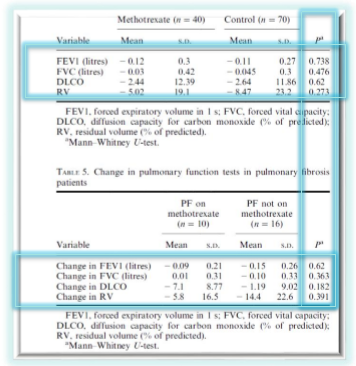 Methotrexate (n = 40) Control (n = 70)
Variable Mean S.D. Mean S.D. Pª
FEV1 (litres) - 0.12 0.3 - 0.11 0.27 0.738
FVC (litres) - 0.03 0.42 - 0.045 0.3 0.476
DLCO - 2.44 12.39 - 2.64 11.86 0.62
RV - 5.02 19.1 - 8.47 23.2 0.273
FEV1, forced expiratory volume in 1 s; FVC, forced vital capacity;
DLCO, diffusion capacity for carbon monoxide (% of predicted);
RV, residual volume (% of predicted).
ªMann–Whitney U-test.
TABLE 5. Change in pulmonary function tests in pulmonary fibrosis
patients
PF on PF not on
methotrexate methotrexate
(n = 10) (n = 16)
Variable Mean S.D. Mean S.D. Pª
Change in FEV1 (litres) - 0.09 0.21 - 0.15 0.26 0.62
Change in FVC (litres) 0.01 0.31 - 0.10 0.33 0.363
Change in DLCO - 7.1 8.77 - 1.19 9.02 0.182
Change in RV - 5.8 16.5 - 14.4 22.6 0.391
FEV1, forced expiratory volume in 1 s; FVC, forced vital capacity;
DLCO, diffusion capacity for carbon monoxide (% of predicted);
RV, residual volume (% of predicted).
ªMann–Whitney U-test.